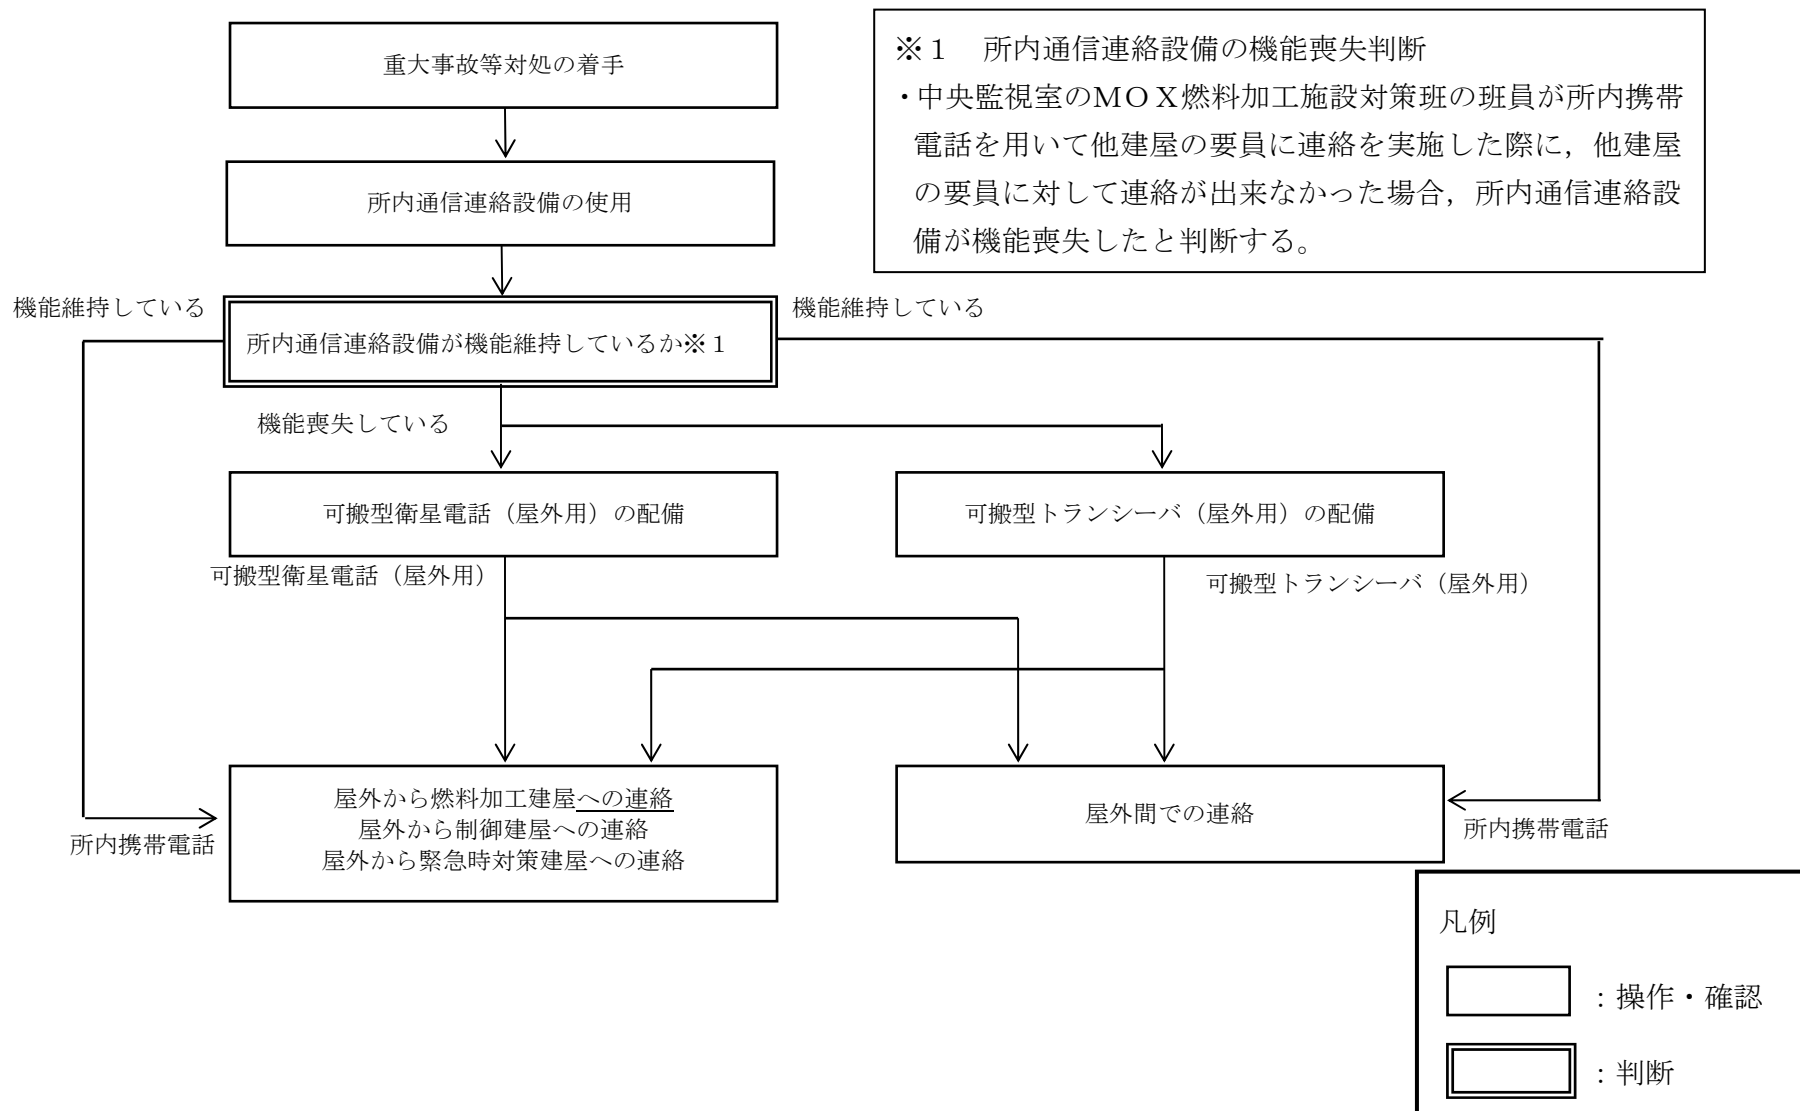 重大事故等対処の着手
※１　所内通信連絡設備の機能喪失判断
・中央監視室のＭＯＸ燃料加工施設対策班の班員が所内携帯
電話を用いて他建屋の要員に連絡を実施した際に，他建屋
の要員に対して連絡が出来なかった場合，所内通信連絡設
備が機能喪失したと判断する。
所内通信連絡設備の使用
機能維持している
機能維持している
所内通信連絡設備が機能維持しているか※１
機能喪失している
可搬型衛星電話（屋外用）の配備
可搬型トランシーバ（屋外用）の配備
可搬型衛星電話（屋外用）
可搬型トランシーバ（屋外用）
屋外から燃料加工建屋への連絡
屋外から制御建屋への連絡
屋外から緊急時対策建屋への連絡
屋外間での連絡
所内携帯電話
所内携帯電話
凡例
：操作・確認
：判断